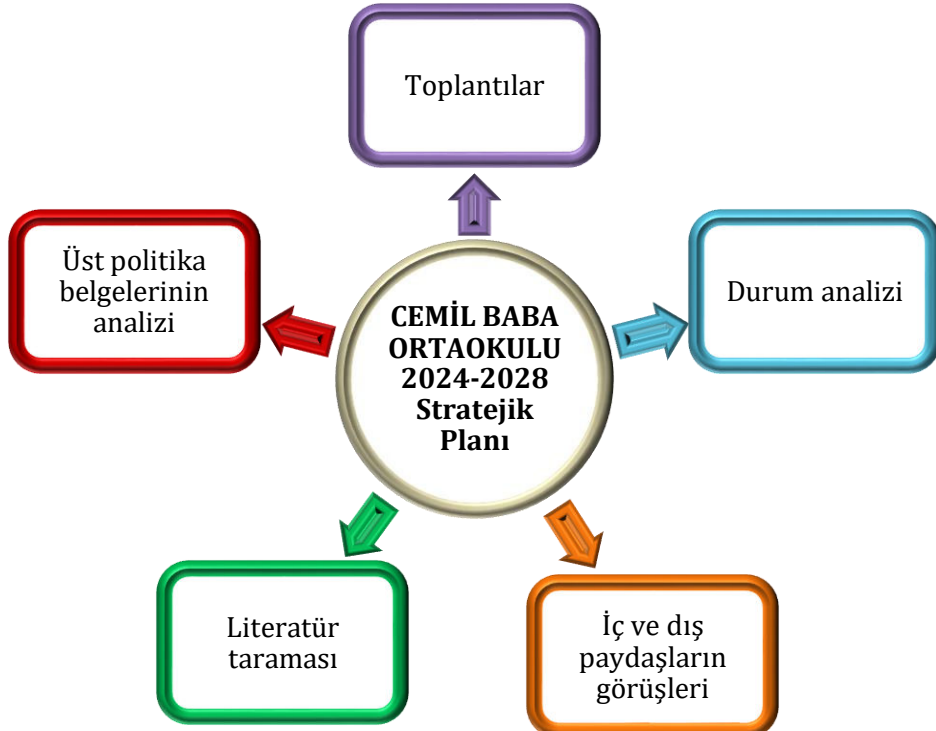 Toplantılar
Üst politika
belgelerinin
analizi
CEMİL BABA
ORTAOKULU
2024-2028
Stratejik
Planı
Durum analizi
Literatür
taraması
İç ve dış
paydaşların
görüşleri